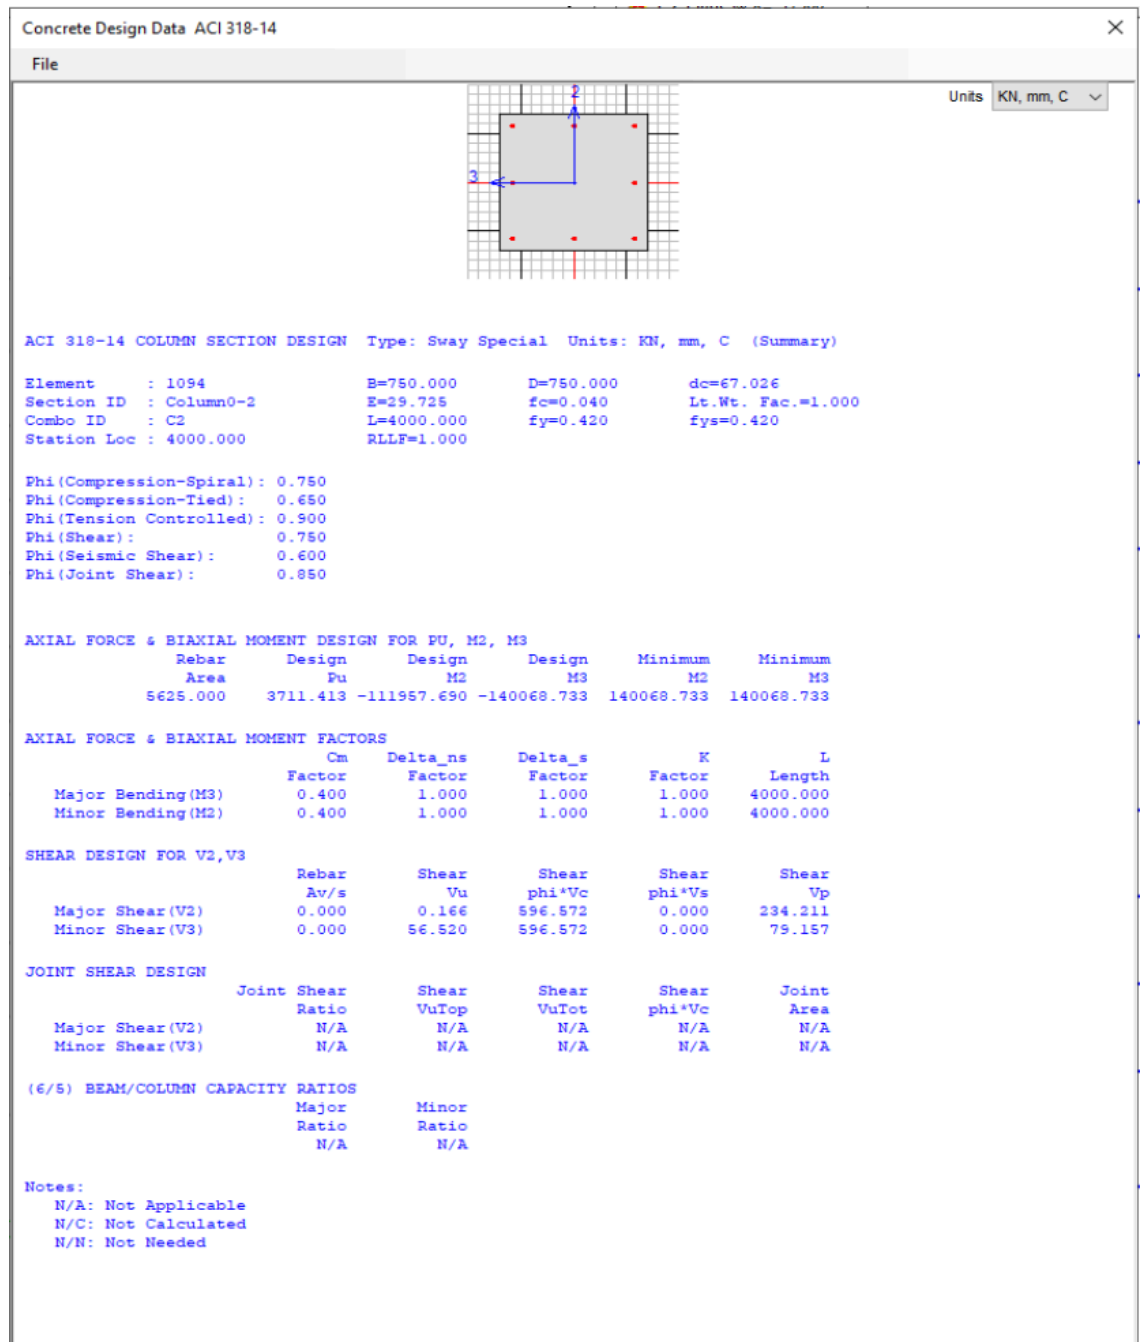 Concrete Design Data  ACI 318-14
File
Units KN, mm, C
2
3
ACI 318-14 COLUMN SECTION DESIGN  Type: Sway Special  Units: KN, mm, C  (Summary)
Element : 1094 B=750.000 D=750.000 dc=67.026
Section ID : Column0-2 E=29.725 fc=0.040 Lt.Wt. Fac.=1.000
Combo ID : C2 L=4000.000 fy=0.420 fys=0.420
Station Loc : 4000.000 RLLF=1.000
Phi(Compression-Spiral): 0.750
Phi(Compression-Tied): 0.650
Phi(Tension Controlled): 0.900
Phi(Shear): 0.750
Phi(Seismic Shear): 0.600
Phi(Joint Shear): 0.850
AXIAL FORCE & BIAXIAL MOMENT DESIGN FOR PU, M2, M3
Rebar Design Design Design Minimum Minimum
Area Pu M2 M3 M2 M3
5625.000 3711.413 -111957.690 -140068.733 140068.733 140068.733
AXIAL FORCE & BIAXIAL MOMENT FACTORS
Cm Delta_ns Delta_s K L
Factor Factor Factor Factor Length
Major Bending(M3) 0.400 1.000 1.000 1.000 4000.000
Minor Bending(M2) 0.400 1.000 1.000 1.000 4000.000
SHEAR DESIGN FOR V2,V3
Rebar Shear Shear Shear Shear
Av/s Vu phi*Vc phi*Vs Vp
Major Shear(V2) 0.000 0.166 596.572 0.000 234.211
Minor Shear(V3) 0.000 56.520 596.572 0.000 79.157
JOINT SHEAR DESIGN
Joint Shear Shear Shear Shear Joint
Ratio VuTop VuTot phi*Vc Area
Major Shear(V2) N/A N/A N/A N/A N/A
Minor Shear(V3) N/A N/A N/A N/A N/A
(6/5) BEAM/COLUMN CAPACITY RATIOS
Major Minor
Ratio Ratio
N/A N/A
Notes:
N/A: Not Applicable
N/C: Not Calculated
N/N: Not Needed